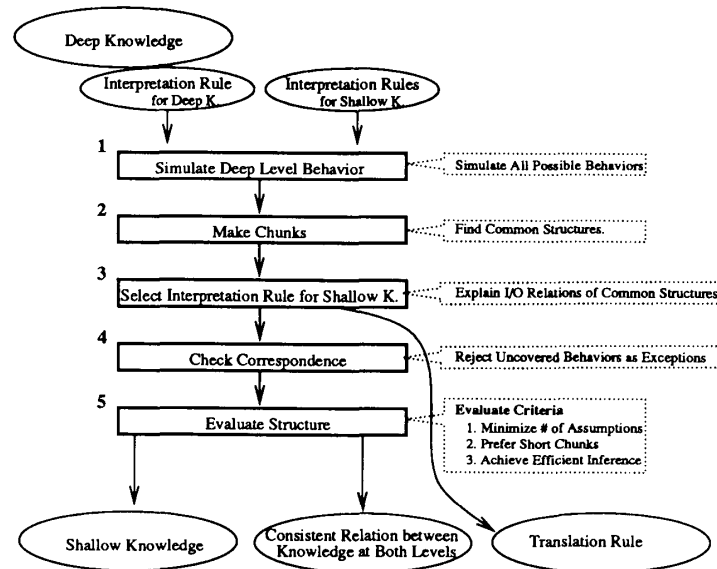 Deep Knowledge
Interpretation Rule
for Deep K.
Interpretation Rules
for Shallow K.
1
Simulate Deep Level Behavior
Simulate All Possible Behaviors
2
Make Chunks
Find Common Structures.
3
Select Interpretation Rule for Shallow K.
Explain I/O Relations of Common Structures
4
Check Correspondence
Reject Uncovered Behaviors as Exceptions
5
Evaluate Structure
Evaluate Criteria
1. Minimize # of Assumptions
2. Prefer Short Chunks
3. Achieve Efficient Inference
Shallow Knowledge
Consistent Relation between
Knowledge at Both Levels
Translation Rule